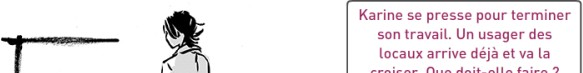 Karine se presse pour terminer
son travail. Un usager des
locaux arrive déjà et va la
croiser. Que doit-elle faire ?